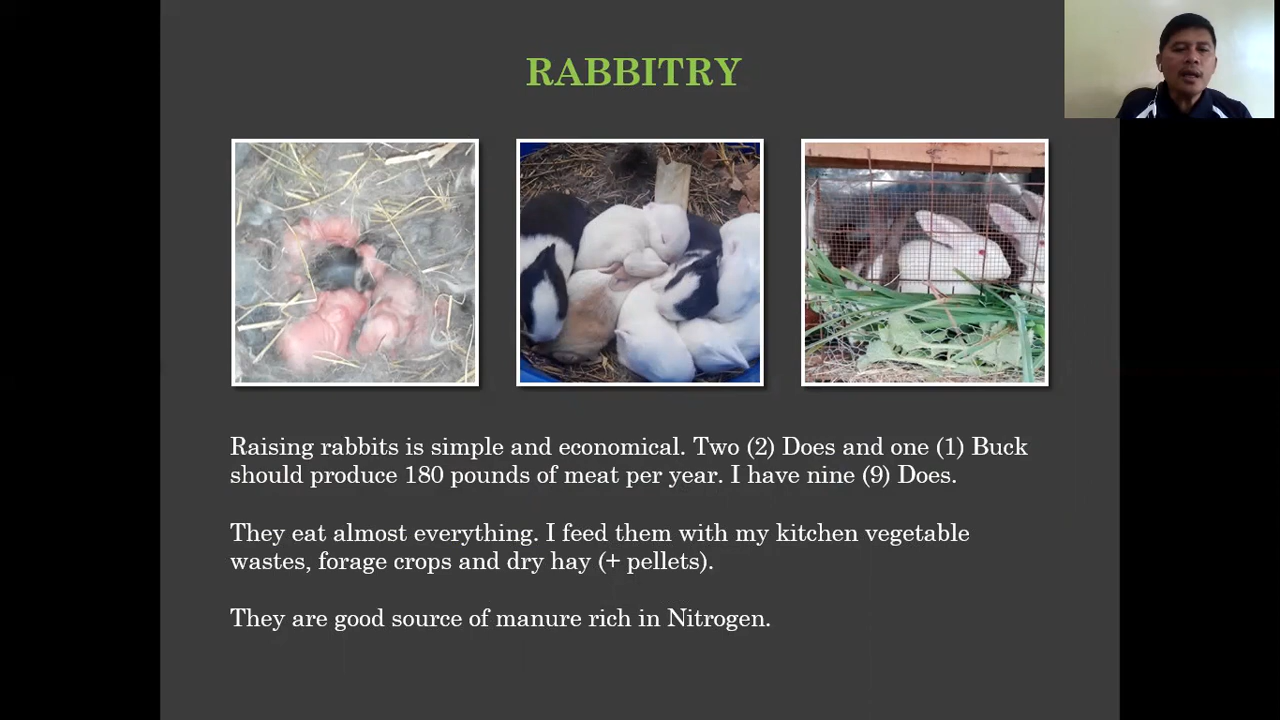 RABBITRY
Raising rabbits is simple and economical. Two (2) Does and one (1) Buck
should produce 180 pounds of meat per year. I have nine (9) Does.
They eat almost everything. I feed them with my kitchen vegetable
wastes, forage crops and dry hay (+ pellets).
They are good source of manure rich in Nitrogen.